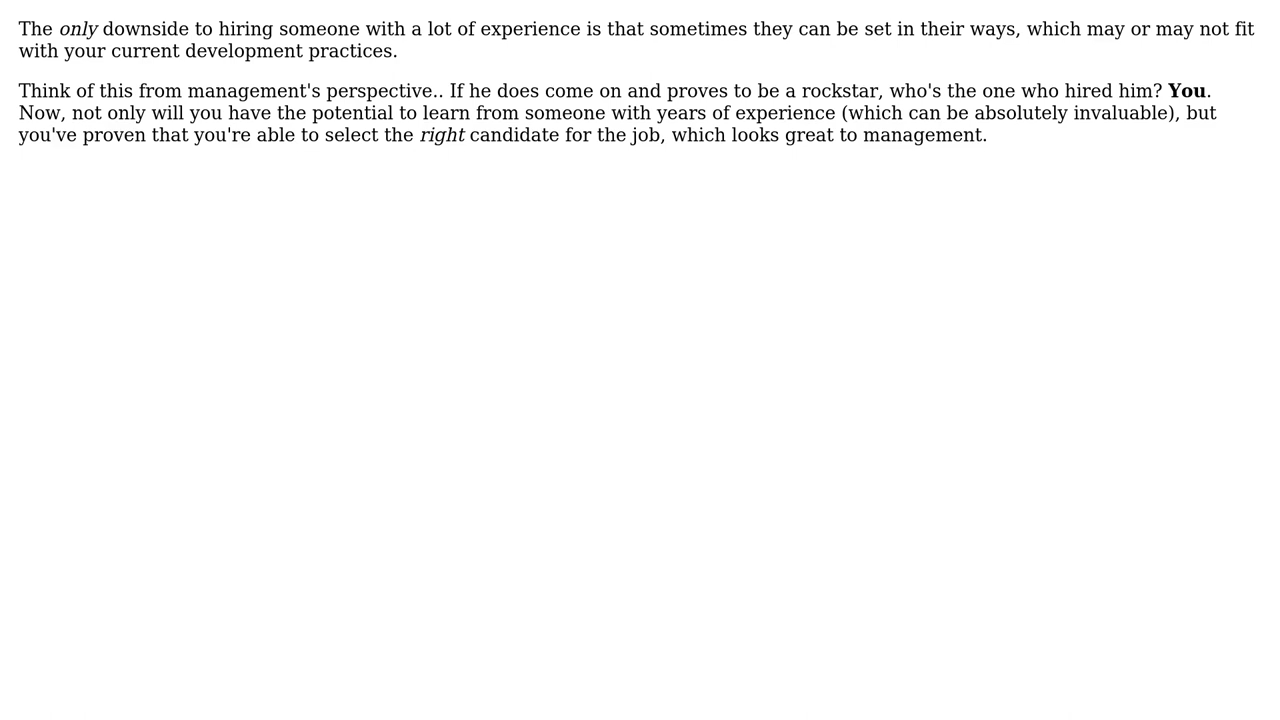 The only downside to hiring someone with a lot of experience is that sometimes they can be set in their ways, which may or may not fit
with your current development practices.
Think of this from management's perspective.. If he does come on and proves to be a rockstar, who's the one who hired him? You.
Now, not only will you have the potential to learn from someone with years of experience (which can be absolutely invaluable), but
you've proven that you're able to select the right candidate for the job, which looks great to management.